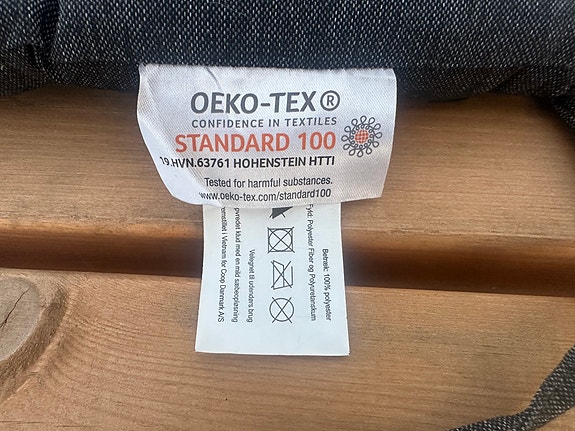 OEKO-TEX®
CONFIDENCE IN TEXTILES
STANDARD 100
19.HVN.63761 HOHENSTEIN HTTI
Tested for harmful substances.
www.oeko-tex.com/standard100
Betræk: 100% polyester
Fyld: Polyester Fiber og Polyuretanskum
Velegnet til udendørs brug
klud med en mild sæbeopløsning
i Vietnam for Coop Danmark A/S